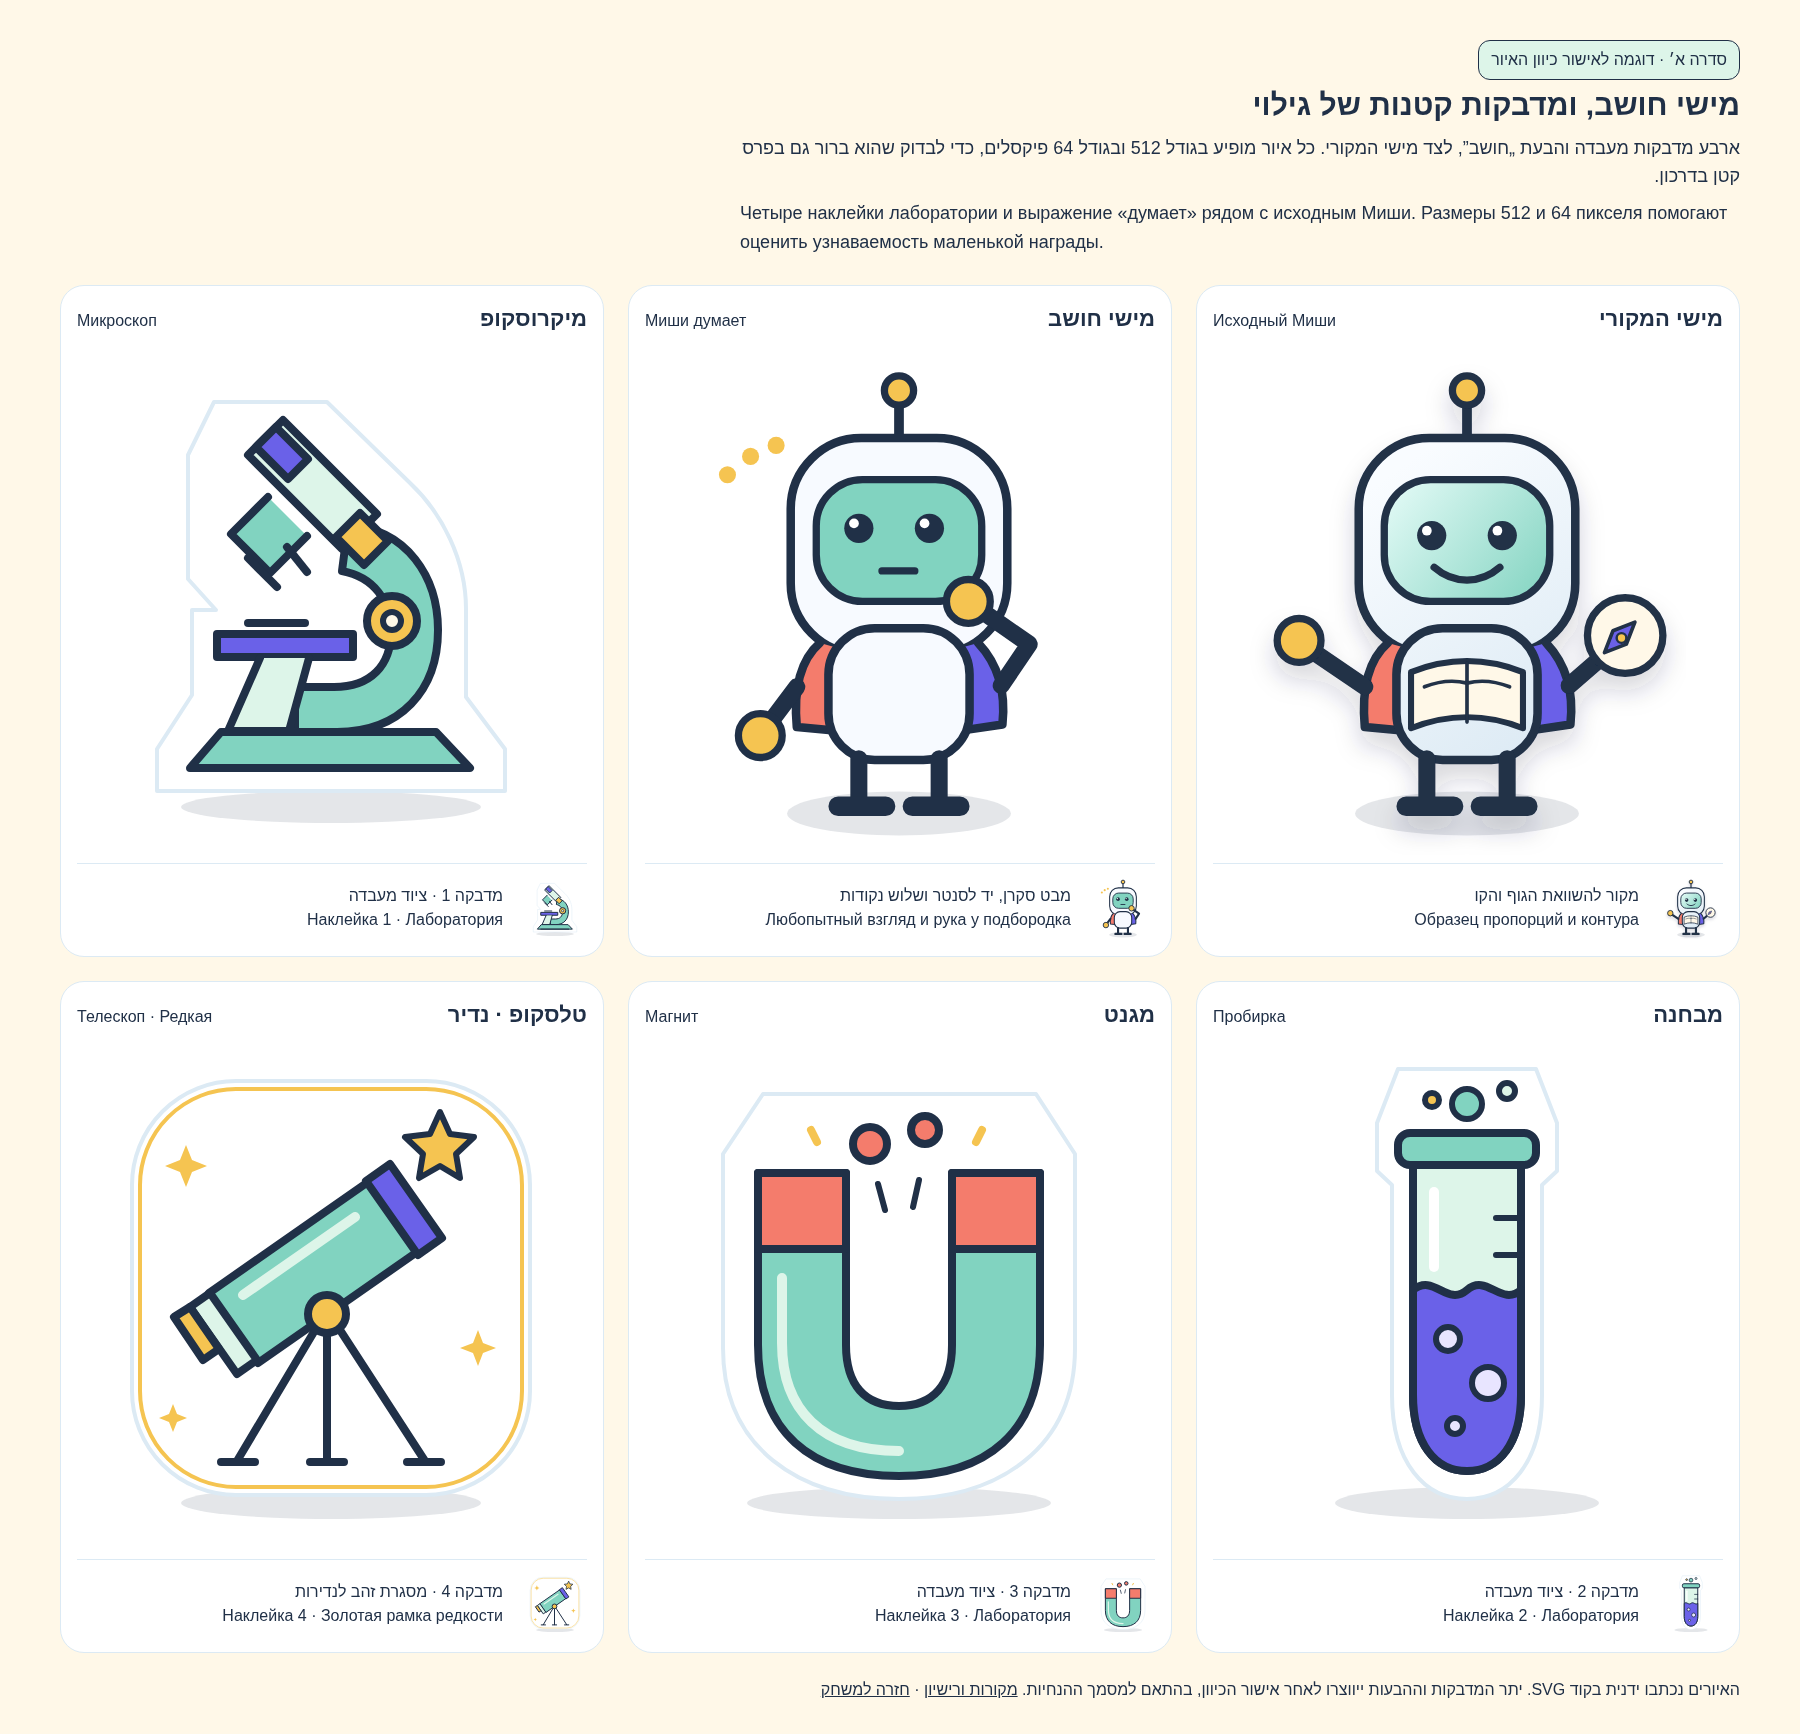 סדרה א׳ · דוגמה לאישור כיוון האיור
מישי חושב, ומדבקות קטנות של גילוי
ארבע מדבקות מעבדה והבעת „חושב”, לצד מישי המקורי. כל איור מופיע בגודל 512 ובגודל 64 פיקסלים, כדי לבדוק שהוא ברור גם בפרס
קטן בדרכון.
Четыре наклейки лаборатории и выражение «думает» рядом с исходным Миши. Размеры 512 и 64 пикселя помогают
оценить узнаваемость маленькой награды.
מישי המקורי
Исходный Миши
מקור להשוואת הגוף והקו
Образец пропорций и контура
מישי חושב
Миши думает
מבט סקרן, יד לסנטר ושלוש נקודות
Любопытный взгляд и рука у подбородка
מיקרוסקופ
Микроскоп
מדבקה 1 · ציוד מעבדה
Наклейка 1 · Лаборатория
מבחנה
Пробирка
מדבקה 2 · ציוד מעבדה
Наклейка 2 · Лаборатория
מגנט
Магнит
מדבקה 3 · ציוד מעבדה
Наклейка 3 · Лаборатория
טלסקופ · נדיר
Телескоп · Редкая
מדבקה 4 · מסגרת זהב לנדירות
Наклейка 4 · Золотая рамка редкости
האיורים נכתבו ידנית בקוד SVG. יתר המדבקות וההבעות ייווצרו לאחר אישור הכיוון, בהתאם למסמך ההנחיות. מקורות ורישיון · חזרה למשחק